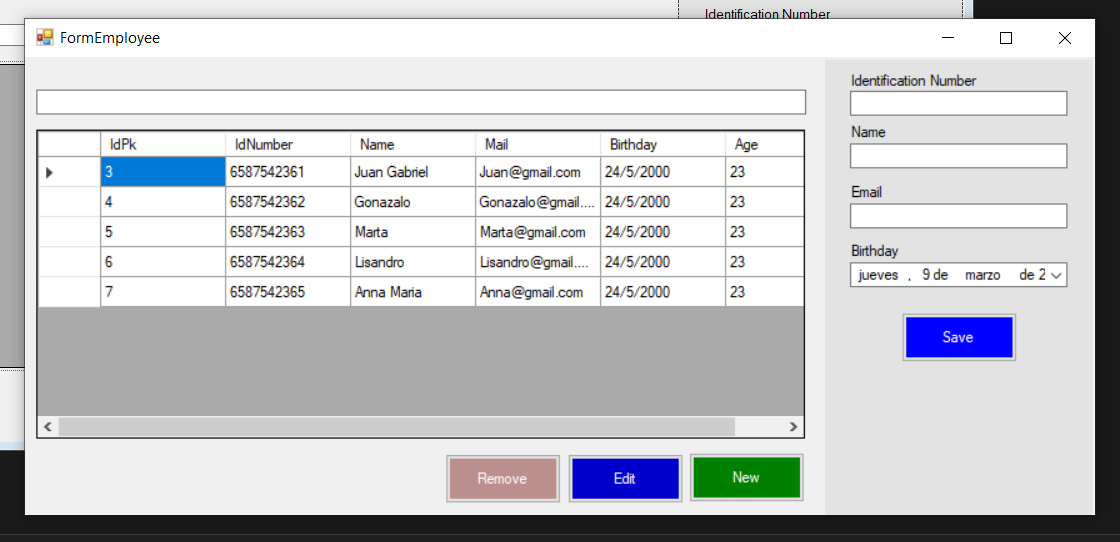 Identification Number
FormEmployee
Identification Number
Name
IdPk IdNumber Name Mail Birthday Age
3 6587542361 Juan Gabriel Juan@gmail.com 24/5/2000 23
4 6587542362 Gonazalo Gonazalo@gmail.... 24/5/2000 23
5 6587542363 Marta Marta@gmail.com 24/5/2000 23
6 6587542364 Lisandro Lisandro@gmail.... 24/5/2000 23
7 6587542365 Anna Maria Anna@gmail.com 24/5/2000 23
Email
Birthday
jueves , 9 de marzo de 2
Save
Remove Edit New